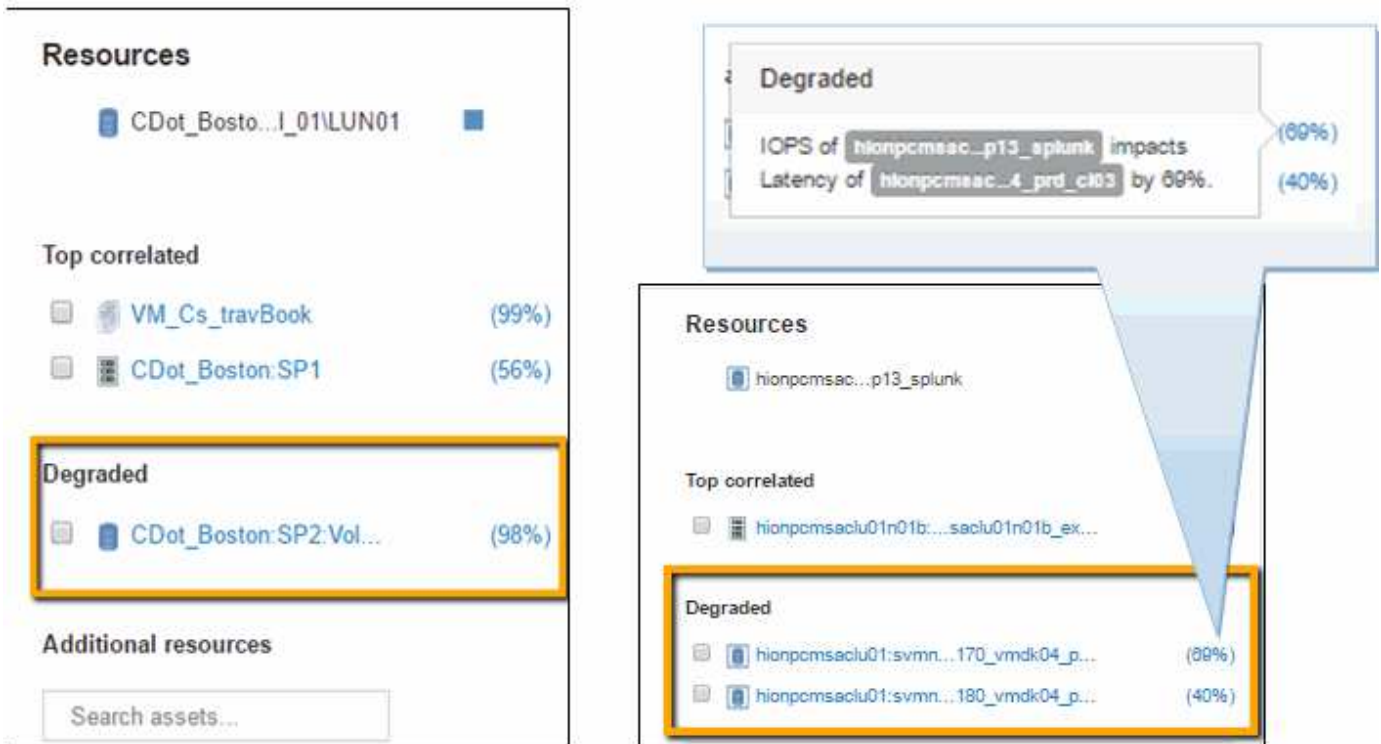 Resources
CDot_Bosto...l_01\LUN01
Top correlated
VM_Cs_travBook (99%)
CDot_Boston:SP1 (56%)
Degraded
CDot_Boston:SP2:Vol... (98%)
Additional resources
Search assets...
Degraded
IOPS of hionpcmsac...p13_splunk impacts
Latency of hionpcmsac...4_prd_cl03 by 69%.
(69%)
(40%)
Resources
hionpcmsac...p13_splunk
Top correlated
hionpcmsaclu01n01b:...saclu01n01b_ex...
Degraded
hionpcmsaclu01:svmn...170_vmdk04_p... (69%)
hionpcmsaclu01:svmn...180_vmdk04_p... (40%)